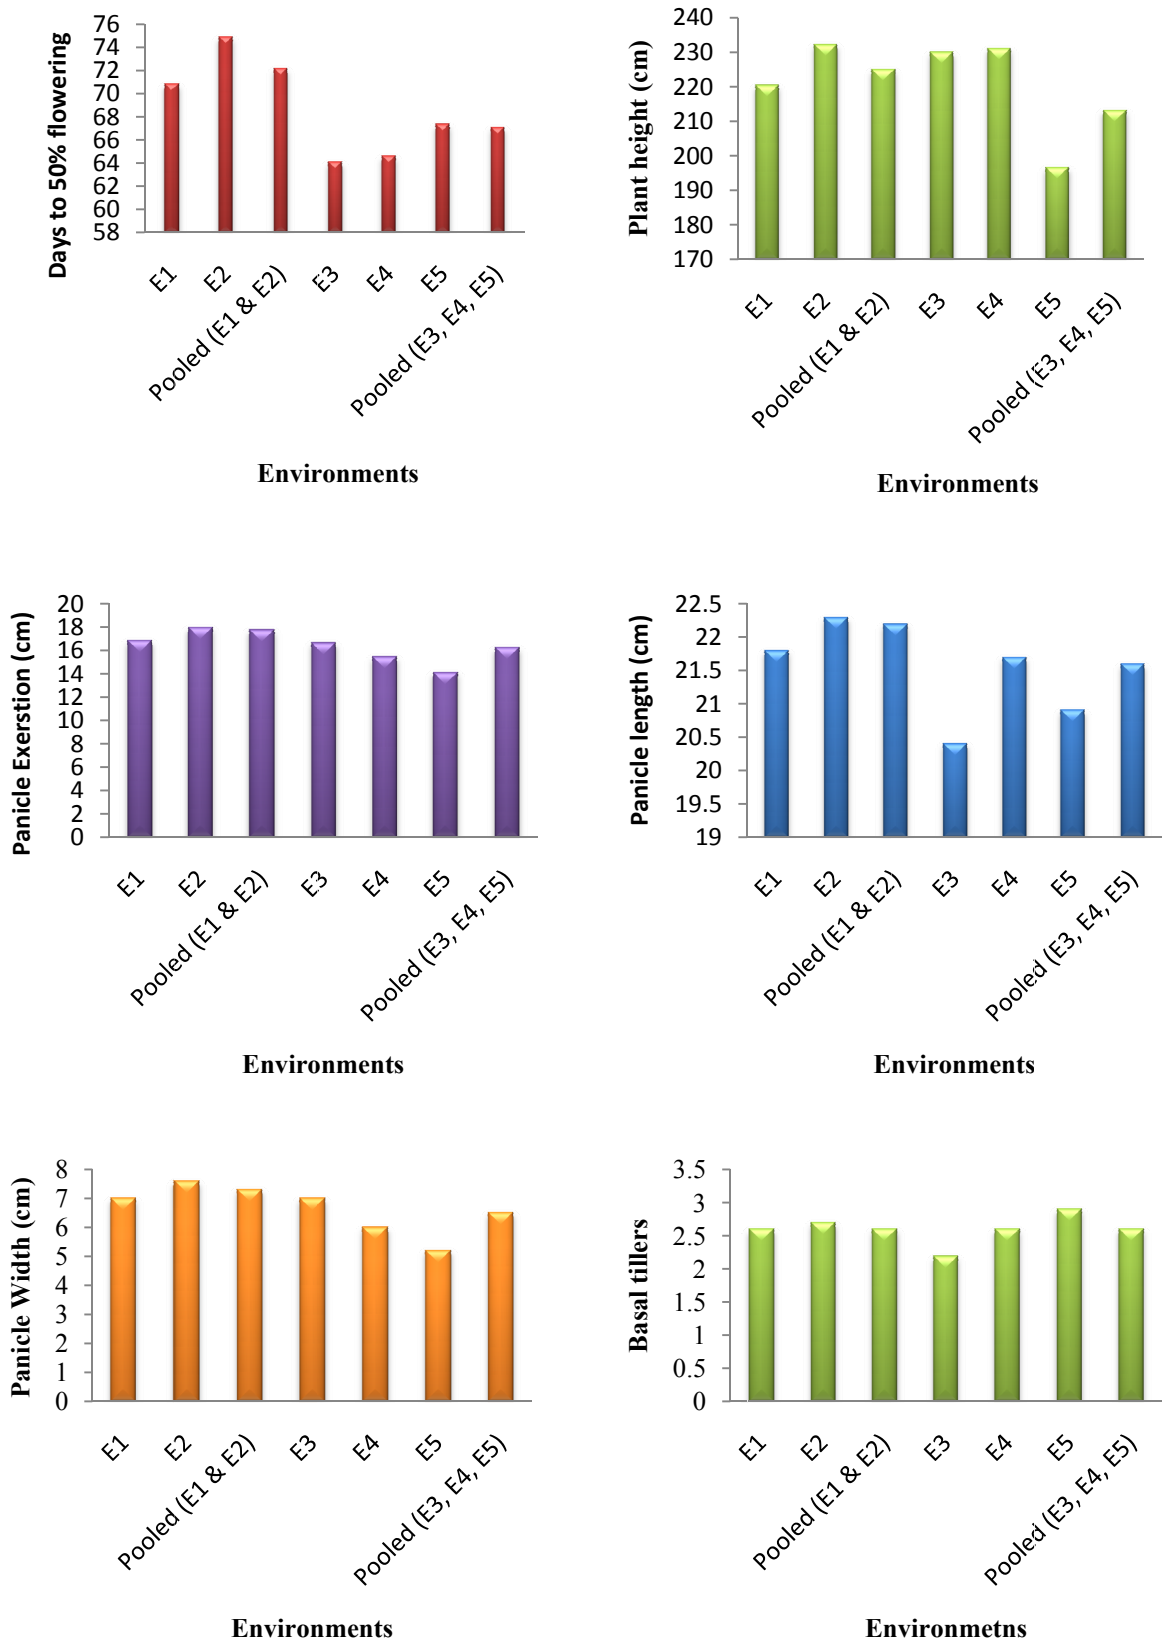 Days to 50% flowering
76
74
72
70
68
66
64
62
60
58
E1
E2
Pooled (E1 & E2)
E3
E4
E5
Pooled (E3, E4, E5)
Environments
Plant height (cm)
240
230
220
210
200
190
180
170
E1
E2
Pooled (E1 & E2)
E3
E4
E5
Pooled (E3, E4, E5)
Environments
Panicle Exerstion (cm)
20
18
16
14
12
10
8
6
4
2
0
E1
E2
Pooled (E1 & E2)
E3
E4
E5
Pooled (E3, E4, E5)
Environments
Panicle length (cm)
22.5
22
21.5
21
20.5
20
19.5
19
E1
E2
Pooled (E1 & E2)
E3
E4
E5
Pooled (E3, E4, E5)
Environments
Panicle Width (cm)
8
7
6
5
4
3
2
1
0
E1
E2
Pooled (E1 & E2)
E3
E4
E5
Pooled (E3, E4, E5)
Environments
Basal tillers
3.5
3
2.5
2
1.5
1
0.5
0
E1
E2
Pooled (E1 & E2)
E3
E4
E5
Pooled (E3, E4, E5)
Environmetns